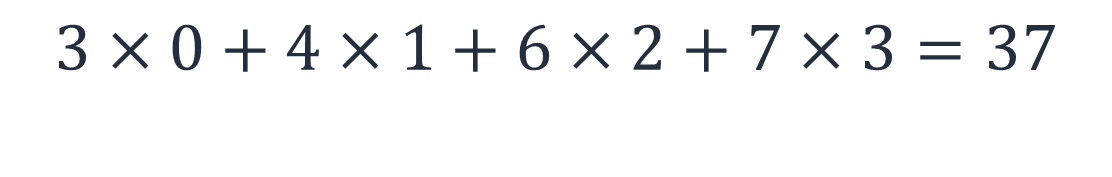 3 × 0 + 4 × 1 + 6 × 2 + 7 × 3 = 37